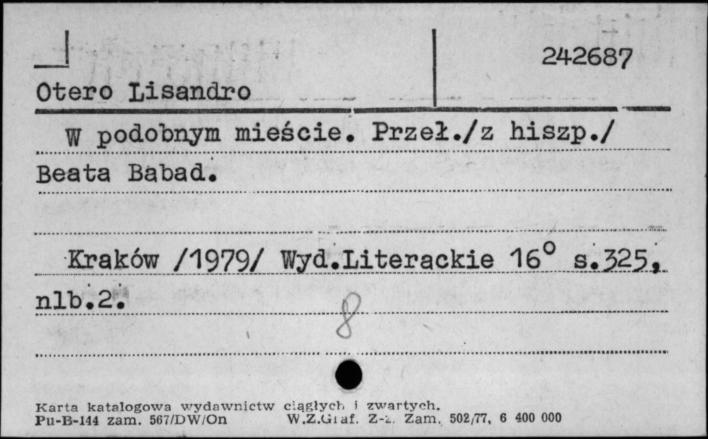 242687
Otero Lisandro
W podobnym mieście. Przeł./z hiszp./
Beata Babad.
Kraków /1979/ Wyd.Literackie 16° s.325,
nlb.2.
8
Karta katalogowa wydawnictw ciągłych i zwartych.
Pu-B-144 zam. 567/DW/On W.Z.Graf. Z-2. Zam. 502/77, 6 400 000